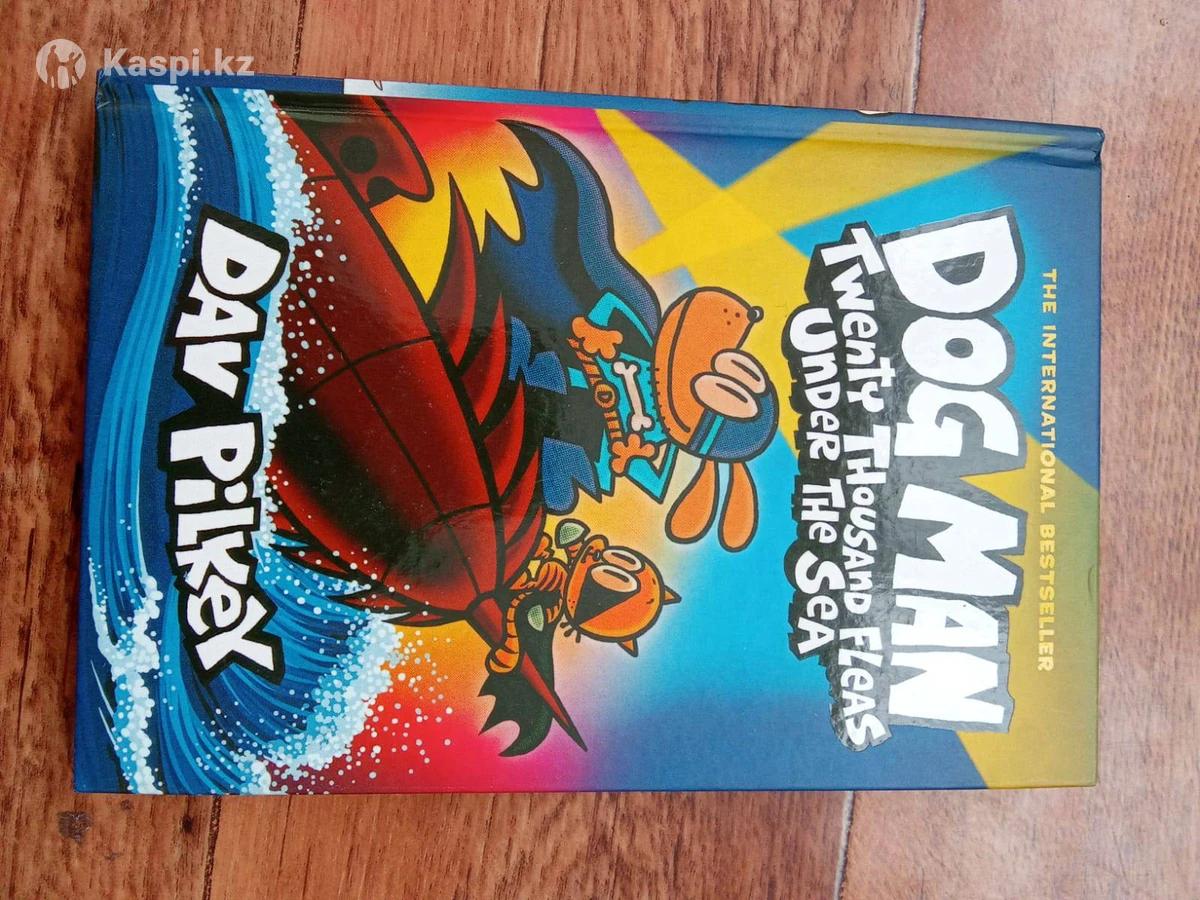 Kaspi.kz
THE INTERNATIONAL BESTSELLER
DOG MAN
TWenty THOUSAND FLeAS
UNDER THE SeA
D
DAV PiLKeY